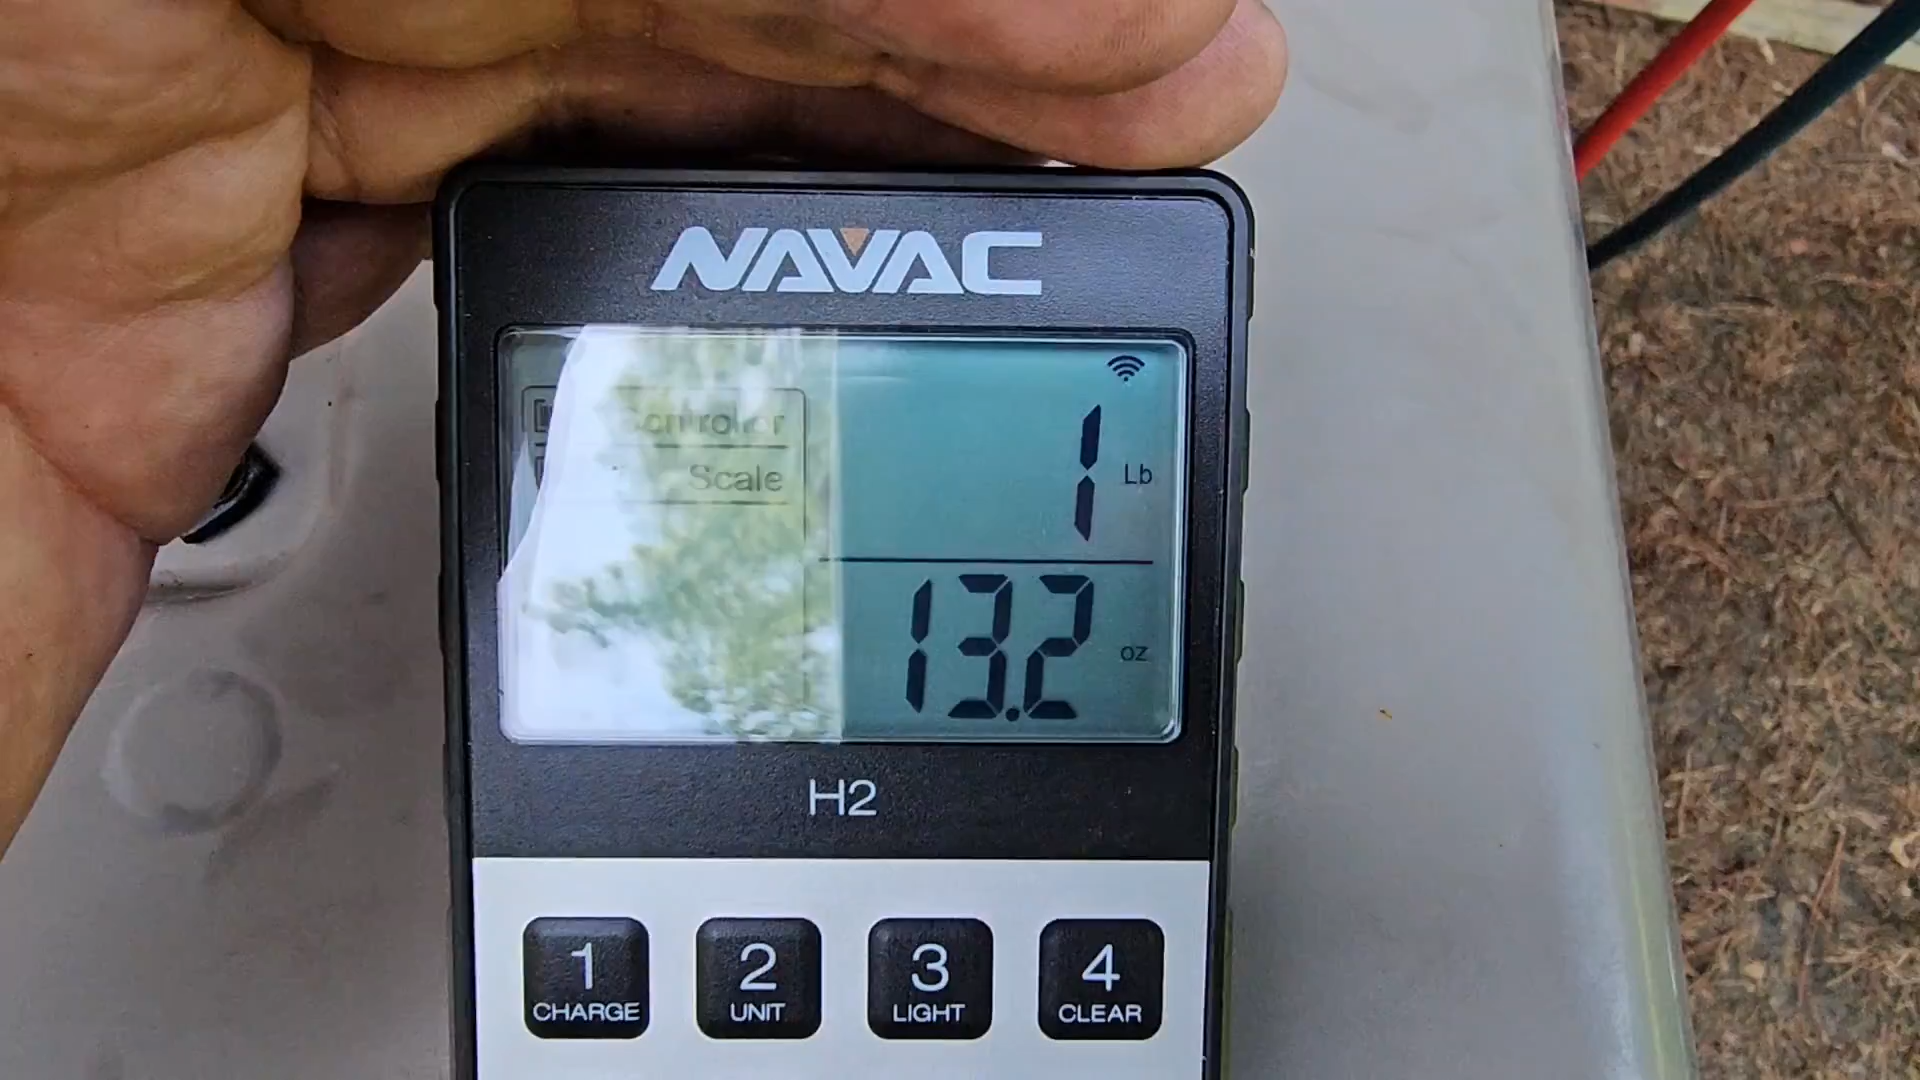 NAVAC
Controller
Scale
1 Lb
13.2 oz
H2
1 2 3 4
CHARGE UNIT LIGHT CLEAR